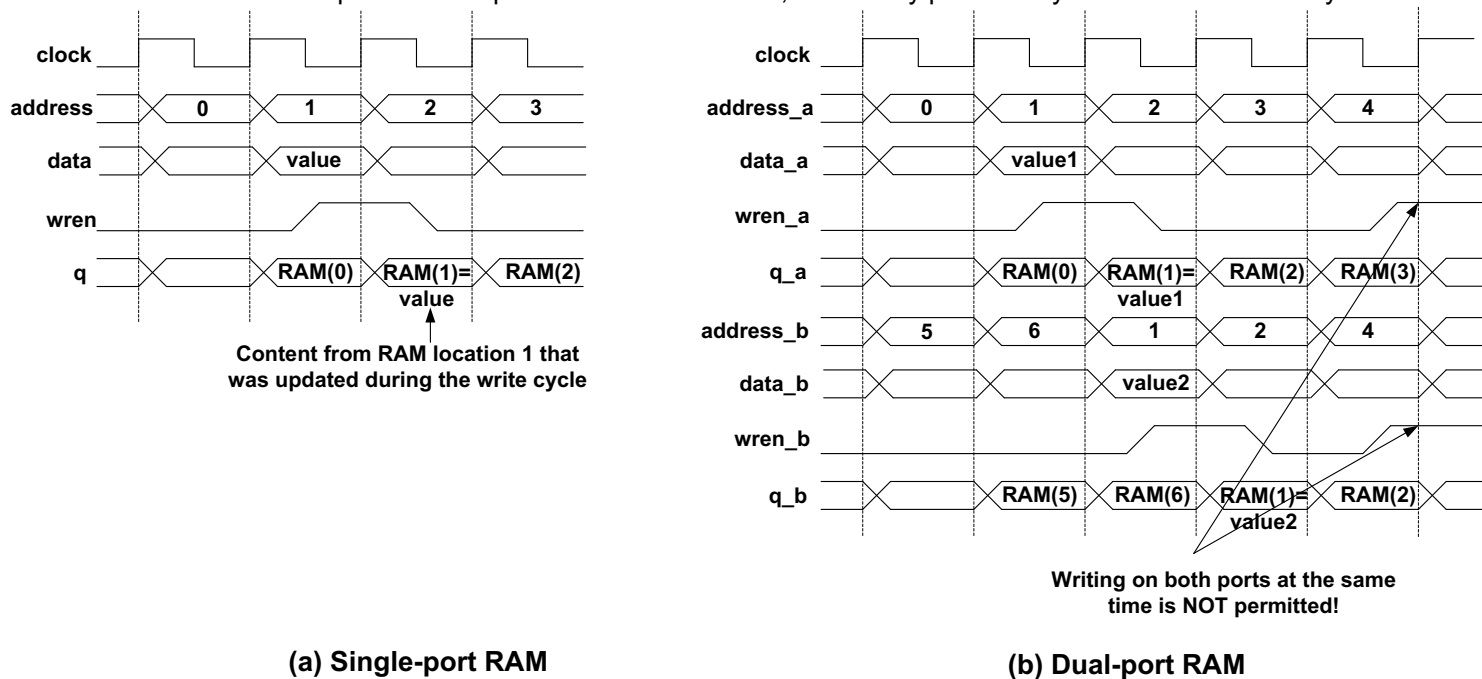 clock
address 0 1 2 3
data value
wren
q RAM(0) RAM(1)= RAM(2)
value
Content from RAM location 1 that
was updated during the write cycle
(a) Single-port RAM
clock
address_a 0 1 2 3 4
data_a value1
wren_a
q_a RAM(0) RAM(1)= RAM(2) RAM(3)
value1
address_b 5 6 1 2 4
data_b value2
wren_b
q_b RAM(5) RAM(6) RAM(1)= RAM(2)
value2
Writing on both ports at the same
time is NOT permitted!
(b) Dual-port RAM